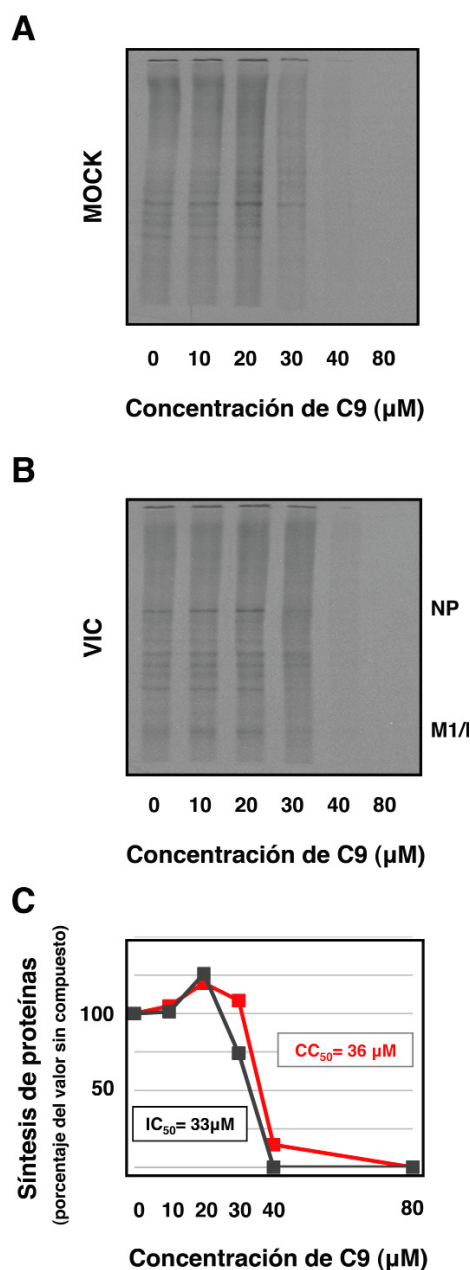 A
MOCK
0 10 20 30 40 80
Concentración de C9 (μM)
B
VIC
NP
M1/
0 10 20 30 40 80
Concentración de C9 (μM)
C
Síntesis de proteínas
(porcentaje del valor sin compuesto)
100
50
CC50= 36 μM
IC50= 33μM
0 10 20 30 40 80
Concentración de C9 (μM)